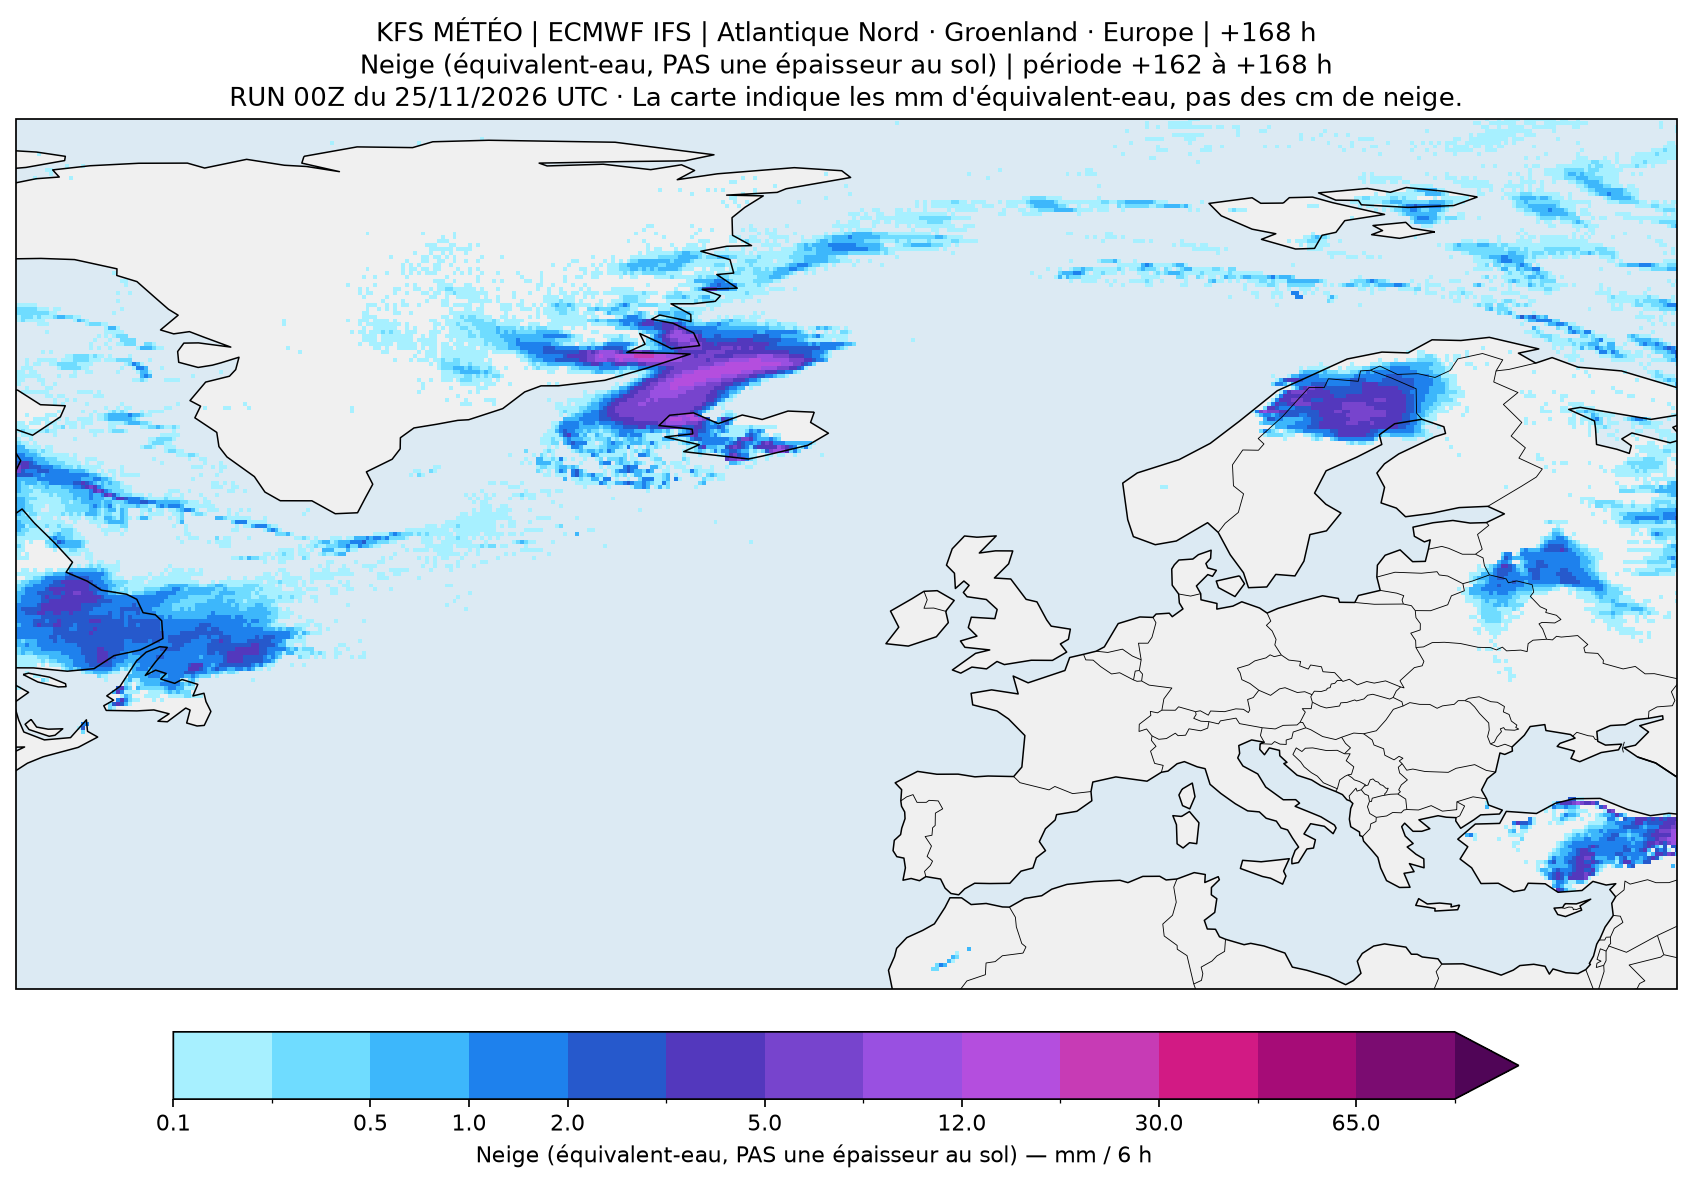 KFS MÉTÉO | ECMWF IFS | Atlantique Nord · Groenland · Europe | +168 h
Neige (équivalent-eau, PAS une épaisseur au sol) | période +162 à +168 h
RUN 00Z du 25/11/2026 UTC · La carte indique les mm d'équivalent-eau, pas des cm de neige.
0.1 0.5 1.0 2.0 5.0 12.0 30.0 65.0
Neige (équivalent-eau, PAS une épaisseur au sol) — mm / 6 h